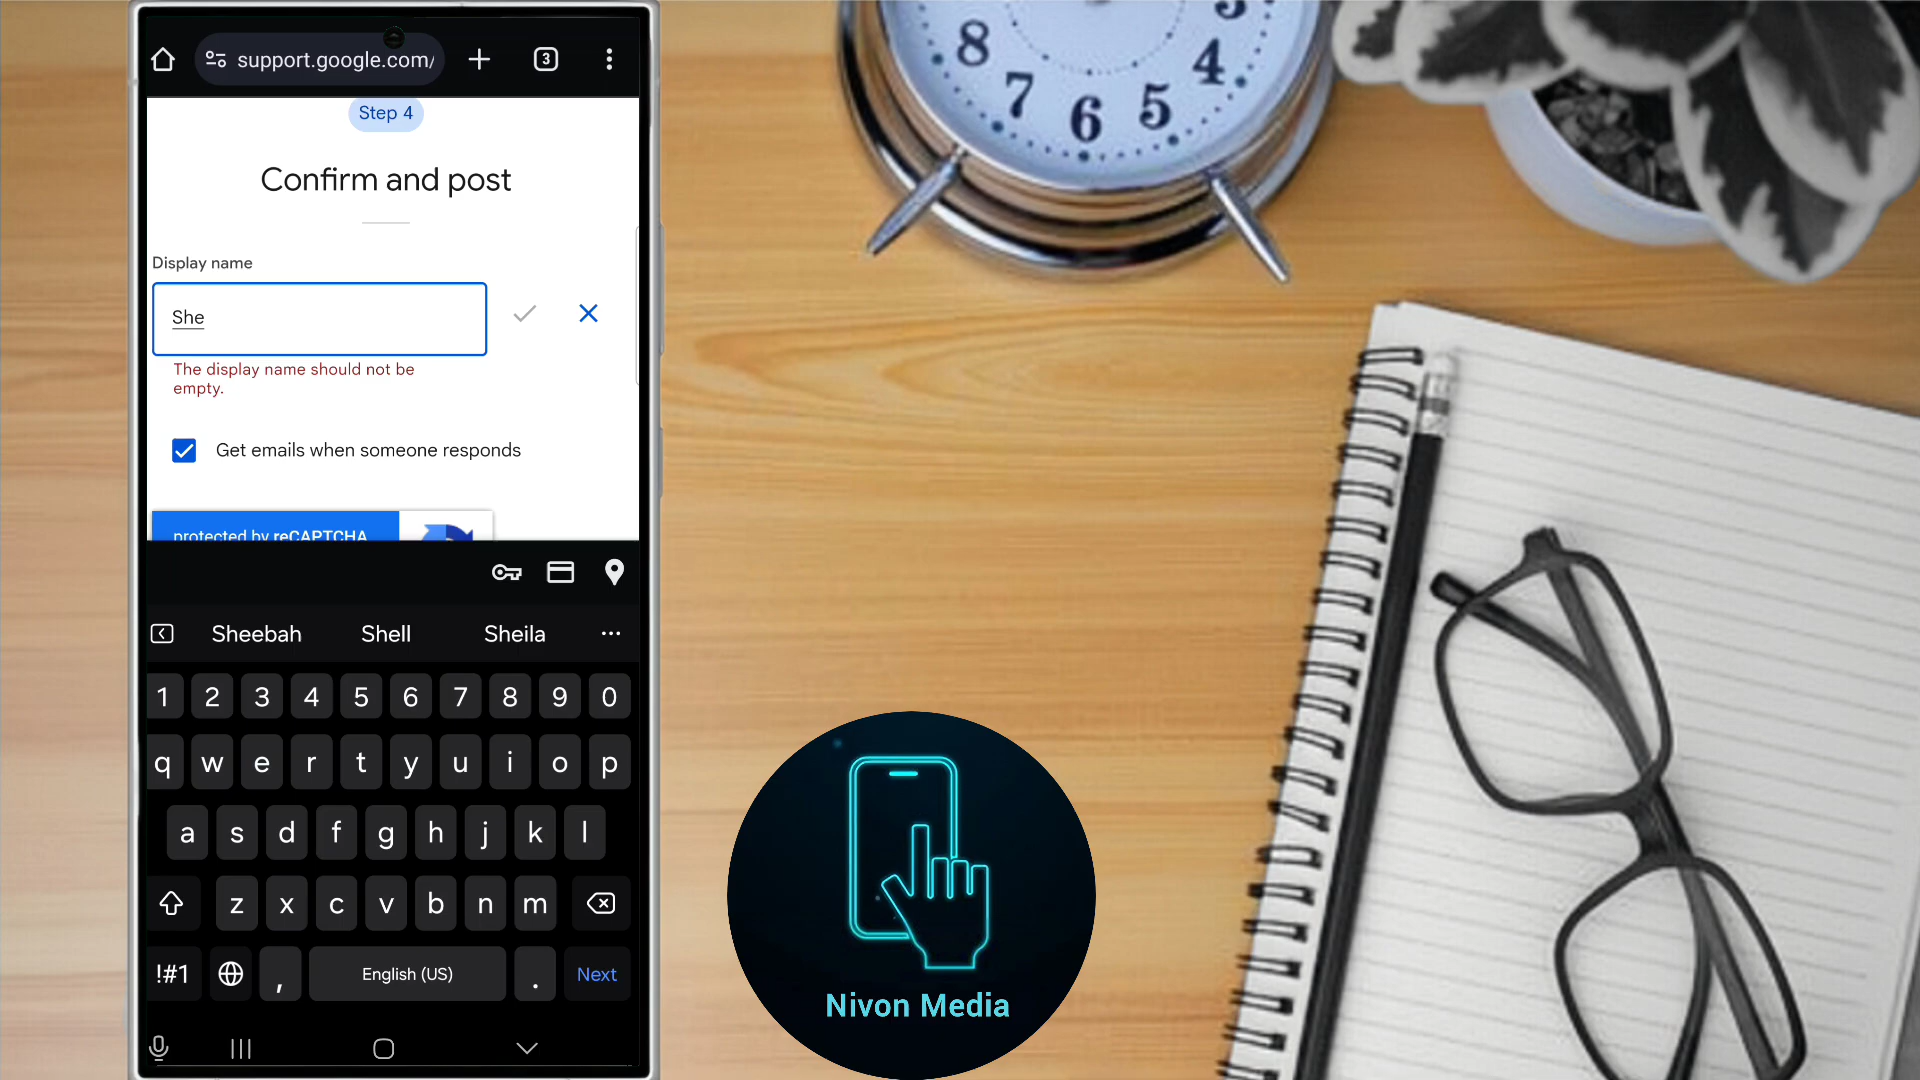 support.google.com/
3
Step 4
Confirm and post
Display name
She
The display name should not be
empty.
Get emails when someone responds
protected by reCAPTCHA
Sheebah Shell Sheila
1 2 3 4 5 6 7 8 9 0
q w e r t y u i o p
a s d f g h j k l
z x c v b n m
!#1 , English (US) . Next
8 7 6 5 4 3
Nivon Media